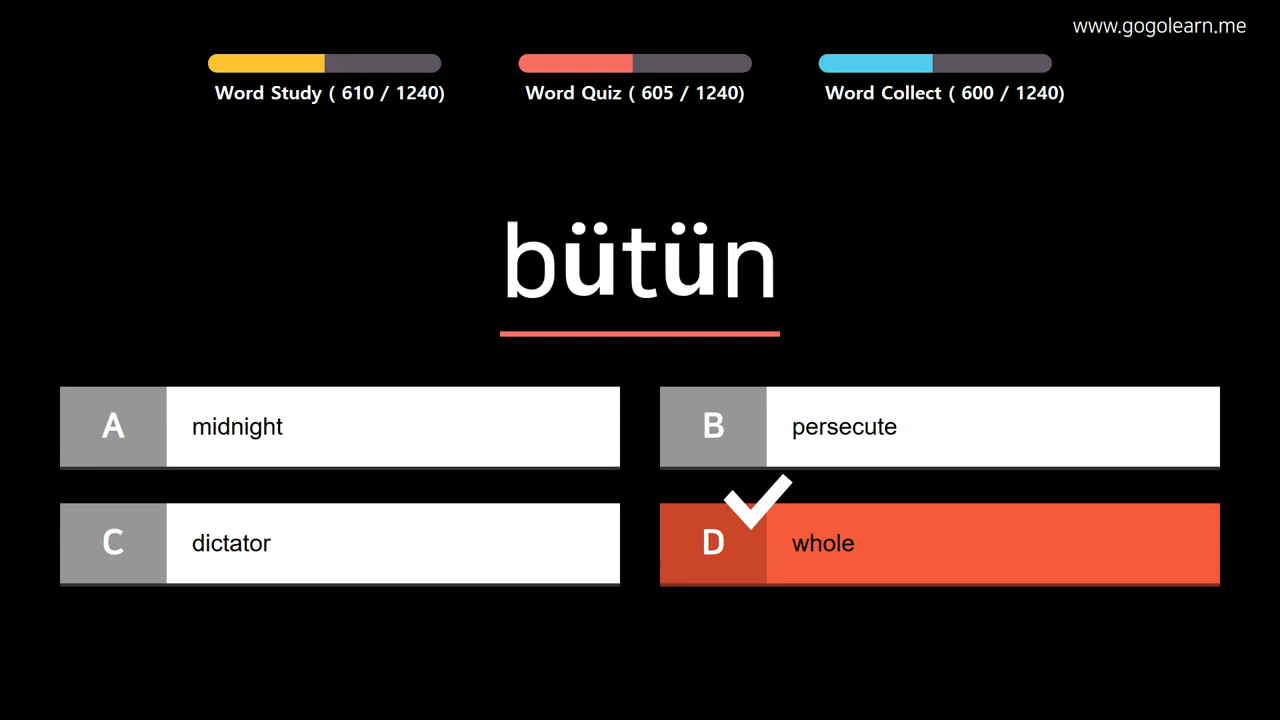 www.gogolearn.me
Word Study ( 610 / 1240)
Word Quiz ( 605 / 1240)
Word Collect ( 600 / 1240)
bütün
A midnight
B persecute
C dictator
D whole